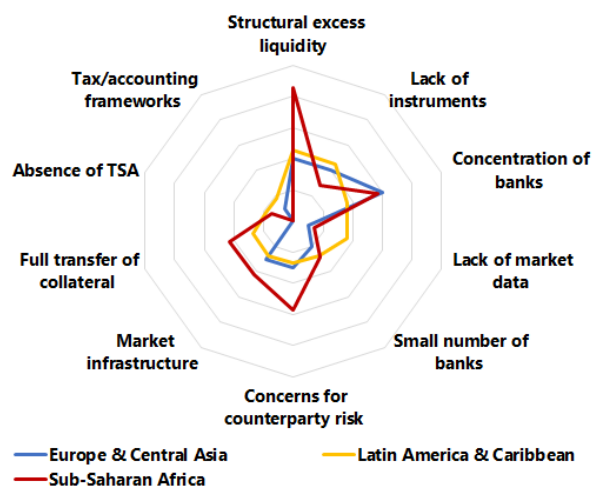 Structural excess
liquidity
Lack of
instruments
Concentration of
banks
Lack of market
data
Small number of
banks
Concerns for
counterparty risk
Market
infrastructure
Full transfer of
collateral
Absence of TSA
Tax/accounting
frameworks
Europe & Central Asia
Latin America & Caribbean
Sub-Saharan Africa